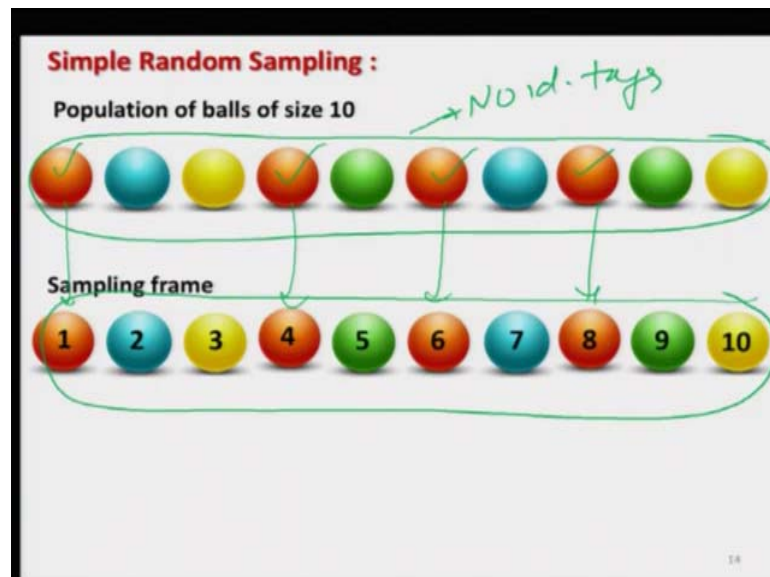 Simple Random Sampling :
Population of balls of size 10
No id. tags
Sampling frame
1 2 3 4 5 6 7 8 9 10
14